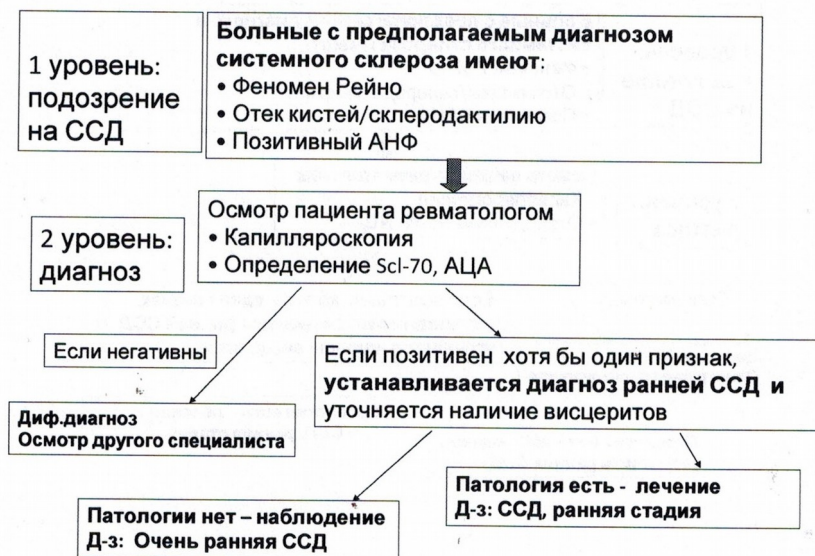 1 уровень:
подозрение
на ССД
Больные с предполагаемым диагнозом
системного склероза имеют:
• Феномен Рейно
• Отек кистей/склеродактилию
• Позитивный АНФ
2 уровень:
диагноз
Осмотр пациента ревматологом
• Капилляроскопия
• Определение Scl-70, АЦА
Если негативны
Если позитивен хотя бы один признак,
устанавливается диагноз ранней ССД и
уточняется наличие висцеритов
Диф.диагноз
Осмотр другого специалиста
Патология есть - лечение
Д-з: ССД, ранняя стадия
Патологии нет – наблюдение
Д-з: Очень ранняя ССД